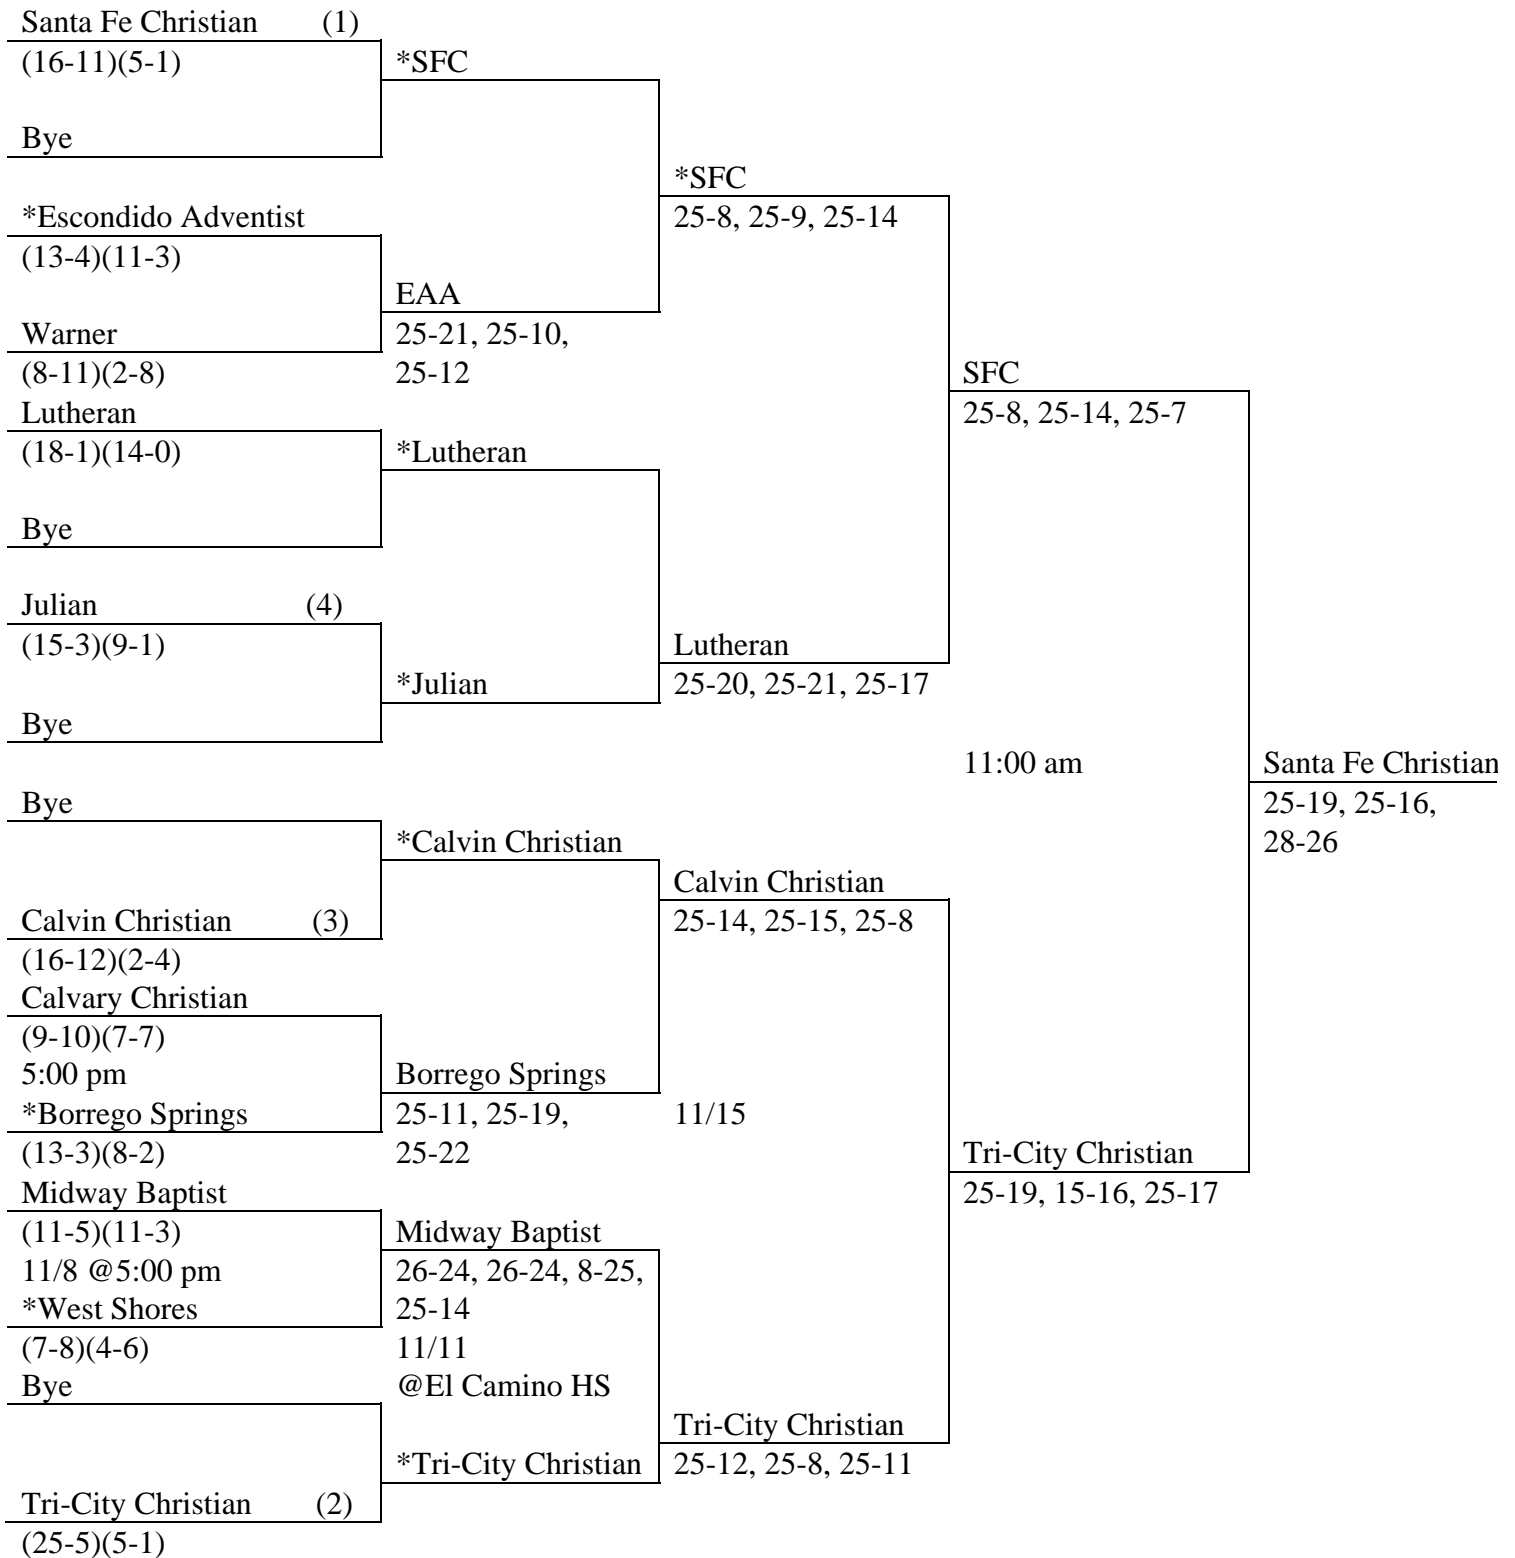 Santa Fe Christian (1)
(16-11)(5-1)
*SFC
Bye
*SFC
*Escondido Adventist
25-8, 25-9, 25-14
(13-4)(11-3)
EAA
Warner
25-21, 25-10,
(8-11)(2-8)
25-12
SFC
Lutheran
25-8, 25-14, 25-7
(18-1)(14-0)
*Lutheran
Bye
Julian (4)
(15-3)(9-1)
Lutheran
*Julian
25-20, 25-21, 25-17
Bye
11:00 am
Santa Fe Christian
Bye
25-19, 25-16,
*Calvin Christian
28-26
Calvin Christian
Calvin Christian (3)
25-14, 25-15, 25-8
(16-12)(2-4)
Calvary Christian
(9-10)(7-7)
5:00 pm
Borrego Springs
*Borrego Springs
25-11, 25-19,
11/15
(13-3)(8-2)
25-22
Tri-City Christian
Midway Baptist
25-19, 15-16, 25-17
(11-5)(11-3)
Midway Baptist
11/8 @5:00 pm
26-24, 26-24, 8-25,
*West Shores
25-14
(7-8)(4-6)
11/11
Bye
@El Camino HS
Tri-City Christian
*Tri-City Christian
25-12, 25-8, 25-11
Tri-City Christian (2)
(25-5)(5-1)